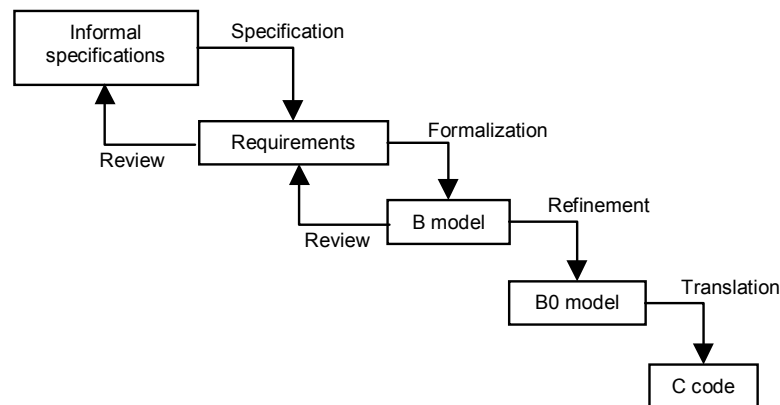 Informal
specifications
Specification
Requirements
Formalization
Review
B model
Refinement
Review
B0 model
Translation
C code